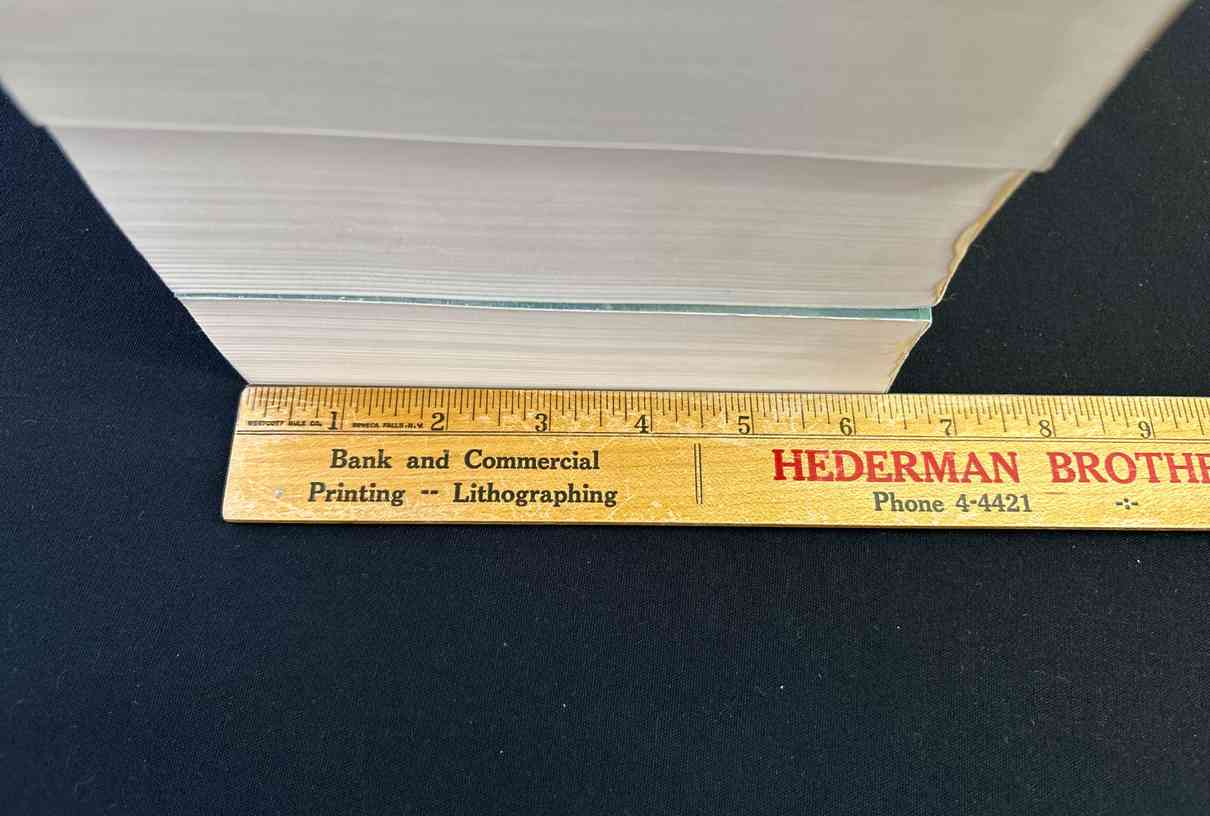 1 2 3 4 5 6 7 8 9
WESTCOTT RULE CO. SENECA FALLS, N.Y.
Bank and Commercial
Printing -- Lithographing
HEDERMAN BROTHE
Phone 4-4421 -:-